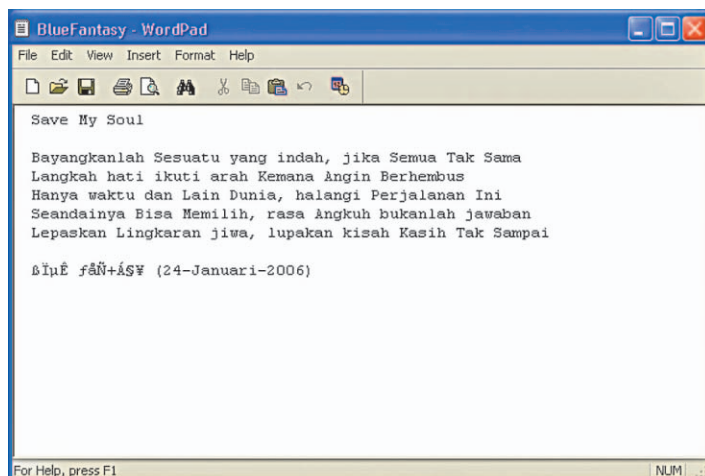 BlueFantasy - WordPad
File Edit View Insert Format Help
Save My Soul
Bayangkanlah Sesuatu yang indah, jika Semua Tak Sama
Langkah hati ikuti arah Kemana Angin Berhembus
Hanya waktu dan Lain Dunia, halangi Perjalanan Ini
Seandainya Bisa Memilih, rasa Angkuh bukanlah jawaban
Lepaskan Lingkaran jiwa, lupakan kisah Kasih Tak Sampai
ßÏµÊ ƒåÑ+Á§¥ (24-Januari-2006)
For Help, press F1
NUM